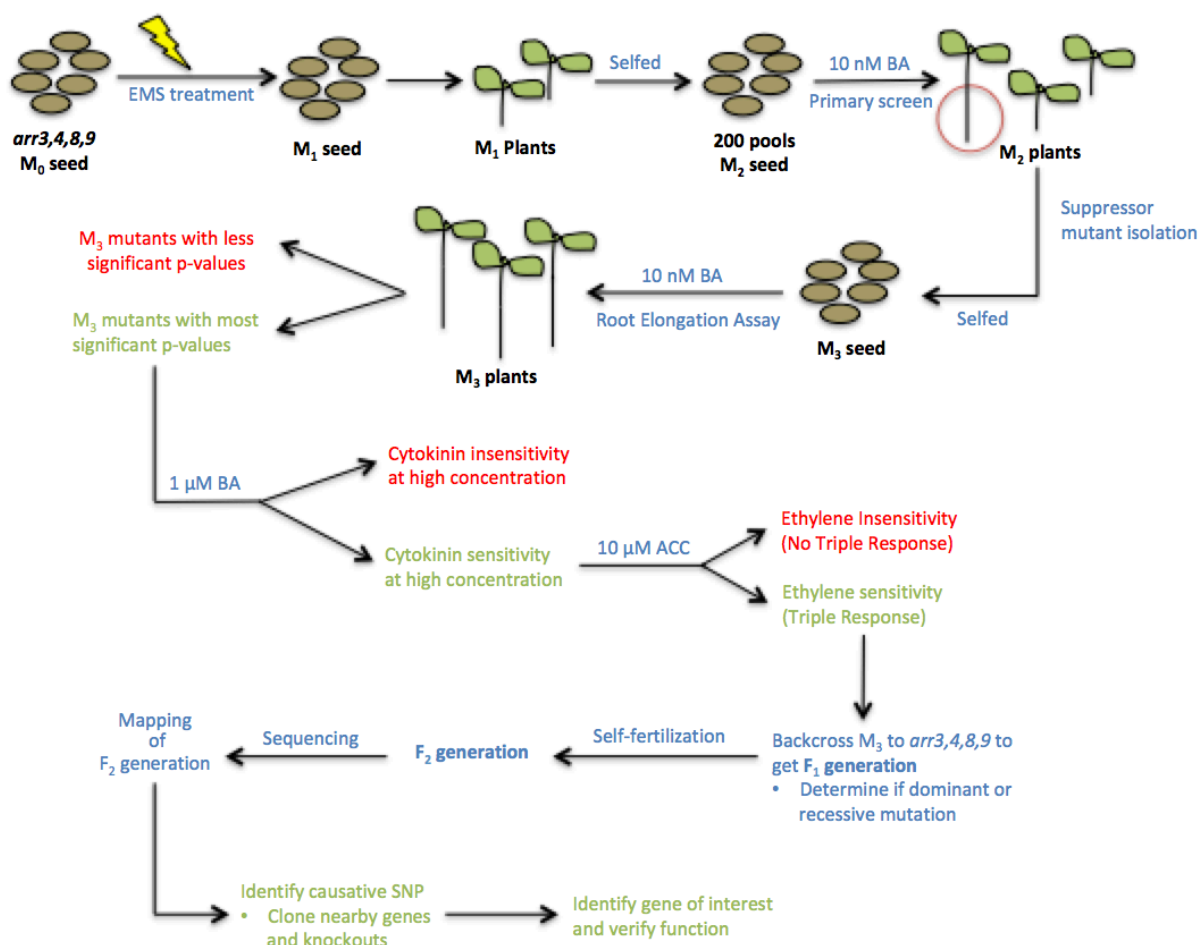 EMS treatment
arr3,4,8,9
M₀ seed
M₁ seed
M₁ Plants
Selfed
200 pools
M₂ seed
10 nM BA
Primary screen
M₂ plants
Suppressor
mutant isolation
Selfed
M₃ seed
10 nM BA
Root Elongation Assay
M₃ plants
M₃ mutants with less
significant p-values
M₃ mutants with most
significant p-values
1 µM BA
Cytokinin insensitivity
at high concentration
Cytokinin sensitivity
at high concentration
10 µM ACC
Ethylene Insensitivity
(No Triple Response)
Ethylene sensitivity
(Triple Response)
Backcross M₃ to arr3,4,8,9 to
get F₁ generation
• Determine if dominant or
recessive mutation
Self-fertilization
F₂ generation
Sequencing
Mapping
of
F₂ generation
Identify causative SNP
• Clone nearby genes
and knockouts
Identify gene of interest
and verify function